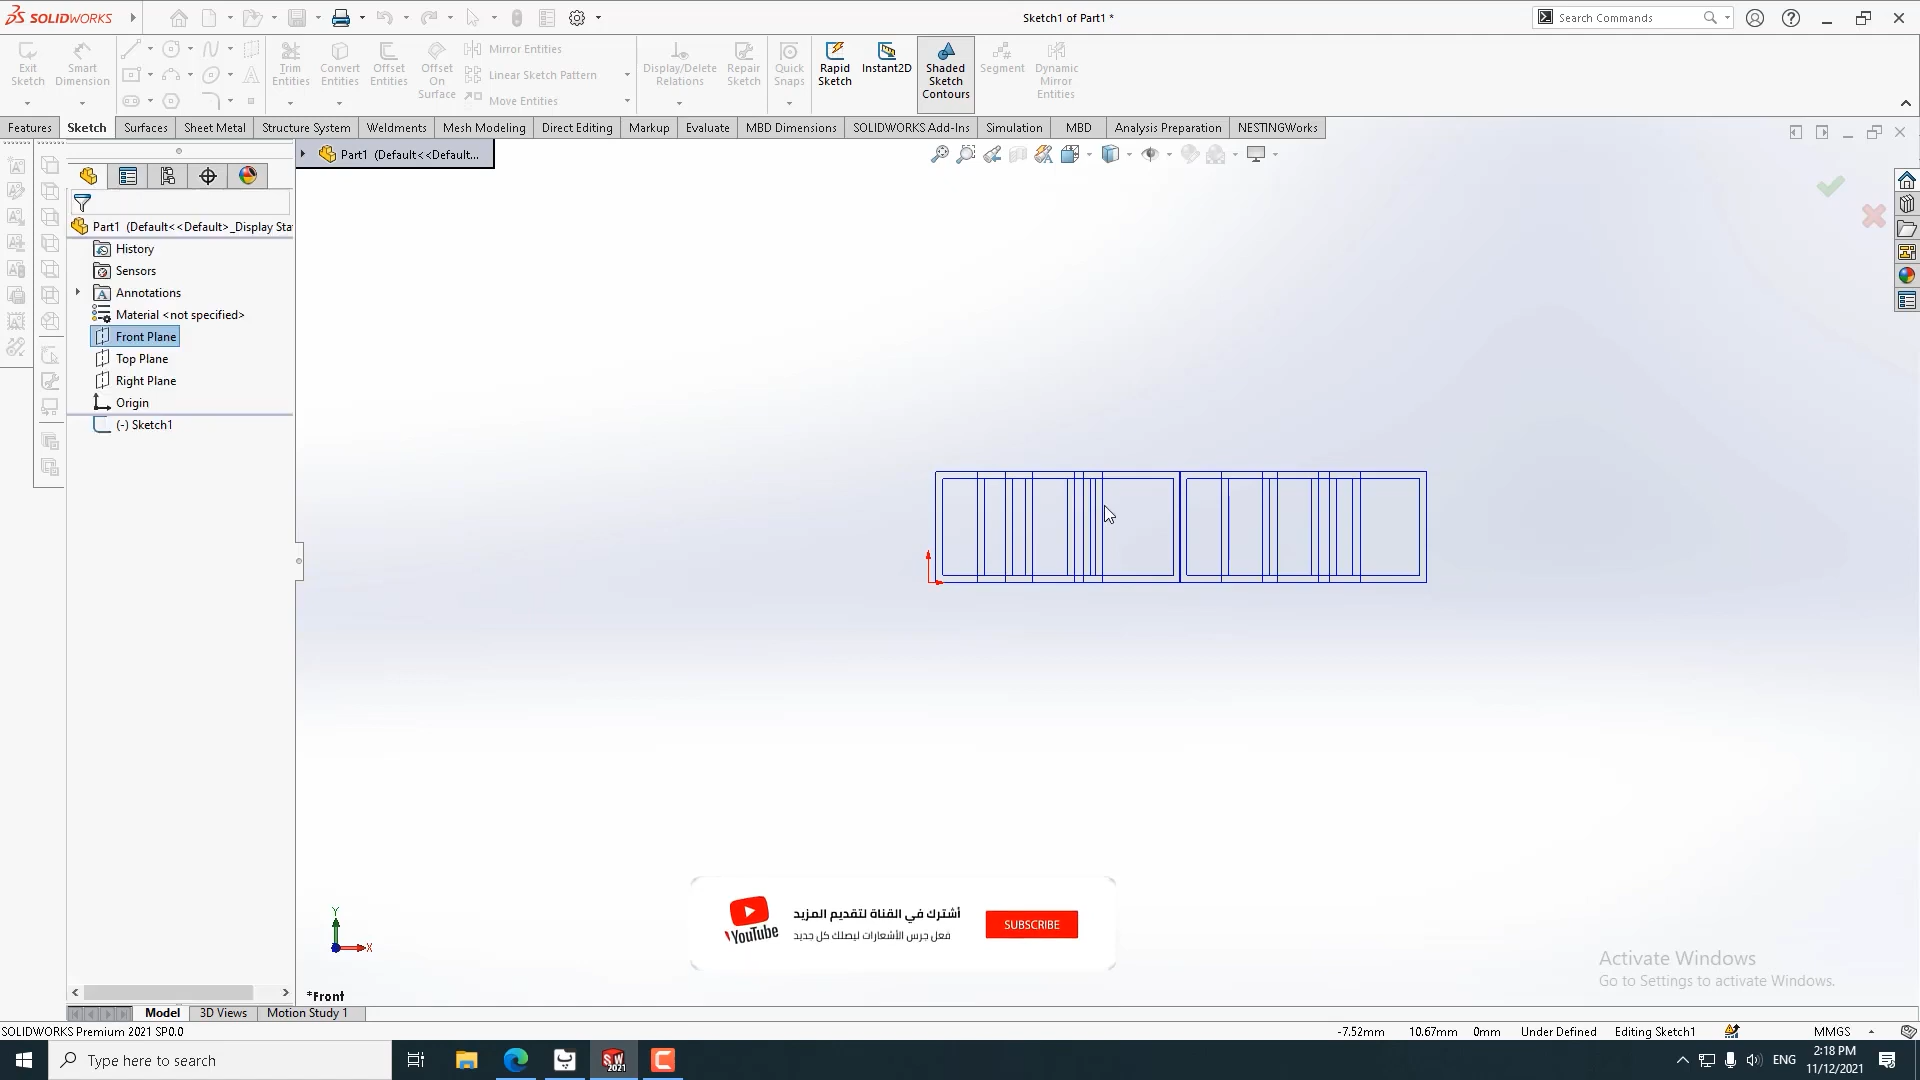 SOLIDWORKS
Sketch1 of Part1 *
Search Commands
Exit Sketch
Smart Dimension
Trim Entities
Convert Entities
Offset Entities
Offset On Surface
Mirror Entities
Linear Sketch Pattern
Move Entities
Display/Delete Relations
Repair Sketch
Quick Snaps
Rapid Sketch
Instant2D
Shaded Sketch Contours
Segment
Dynamic Mirror Entities
Features
Sketch
Surfaces
Sheet Metal
Structure System
Weldments
Mesh Modeling
Direct Editing
Markup
Evaluate
MBD Dimensions
SOLIDWORKS Add-Ins
Simulation
MBD
Analysis Preparation
NESTINGWorks
Part1 (Default<<Default...
Part1 (Default<<Default>_Display Sta
History
Sensors
Annotations
Material <not specified>
Front Plane
Top Plane
Right Plane
Origin
(-) Sketch1
YouTube
أشترك في القناة لتقديم المزيد
فعل جرس الأشعارات ليصلك كل جديد
SUBSCRIBE
Y
X
*Front
Activate Windows
Go to Settings to activate Windows.
Model
3D Views
Motion Study 1
SOLIDWORKS Premium 2021 SP0.0
-7.52mm
10.67mm
0mm
Under Defined
Editing Sketch1
MMGS
Type here to search
SW
2021
ENG
2:18 PM
11/12/2021